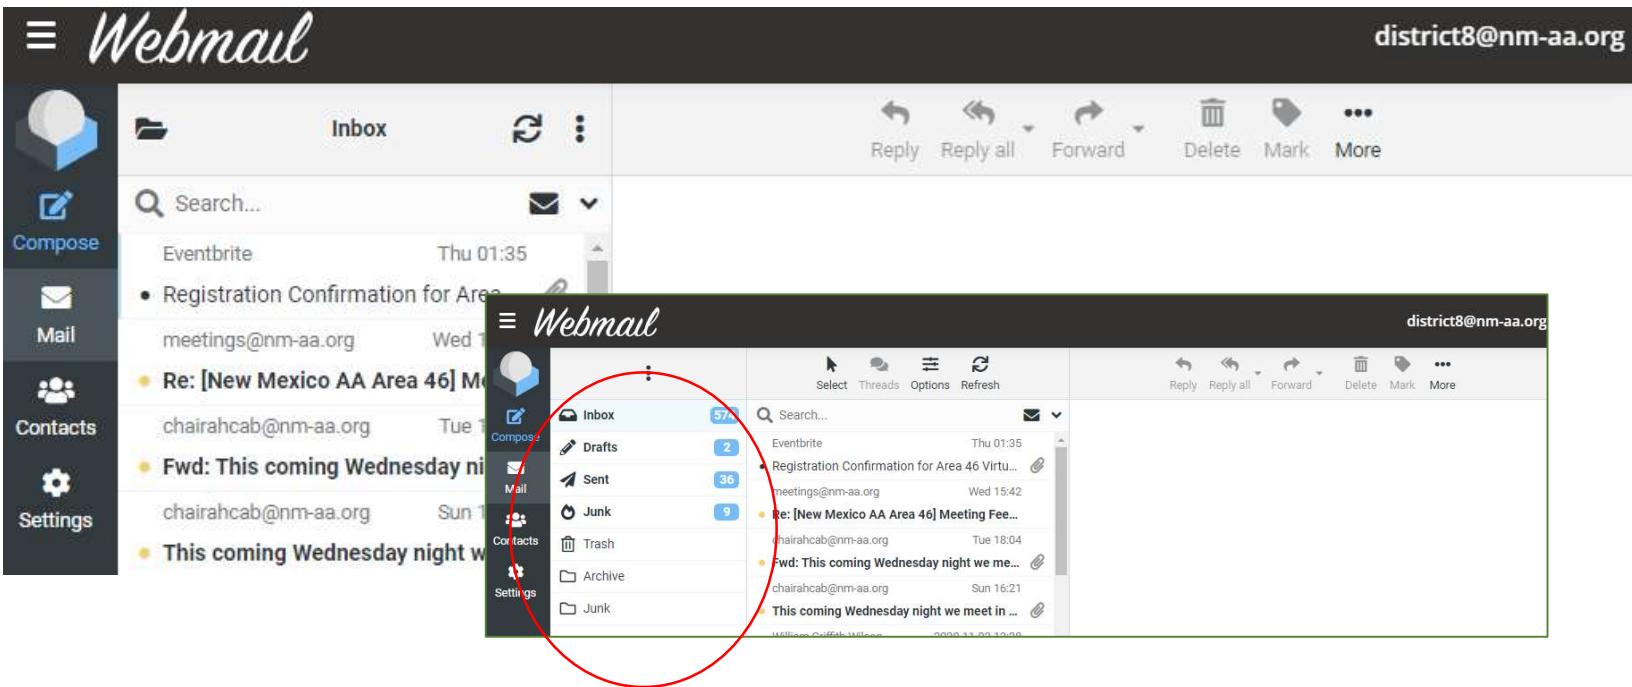 Webmail
district8@nm-aa.org
Inbox
Reply Reply all Forward Delete Mark More
Search...
Compose
Eventbrite Thu 01:35
Registration Confirmation for Area
Mail
meetings@nm-aa.org Wed
Re: [New Mexico AA Area 46] Me
Contacts
chairahcab@nm-aa.org Tue
Fwd: This coming Wednesday ni
Settings
chairahcab@nm-aa.org Sun
This coming Wednesday night w
Webmail
district8@nm-aa.org
Select Threads Options Refresh
Reply Reply all Forward Delete Mark More
Compose
Mail
Contacts
Settings
Inbox
Drafts 2
Sent 36
Junk 9
Trash
Archive
Junk
Search...
Eventbrite Thu 01:35
Registration Confirmation for Area 46 Virtu...
meetings@nm-aa.org Wed 15:42
Re: [New Mexico AA Area 46] Meeting Fee...
chairahcab@nm-aa.org Tue 18:04
Fwd: This coming Wednesday night we me...
chairahcab@nm-aa.org Sun 16:21
This coming Wednesday night we meet in ...
William Griffith Wilson